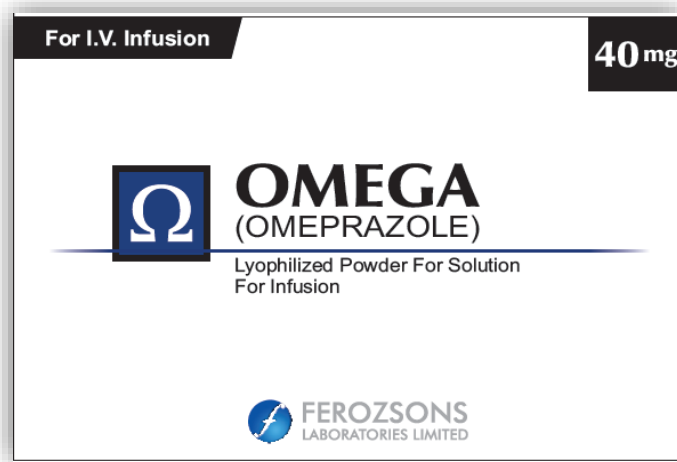 For I.V. Infusion
40 mg
Ω
OMEGA
(OMEPRAZOLE)
Lyophilized Powder For Solution
For Infusion
f
FEROZSONS
LABORATORIES LIMITED